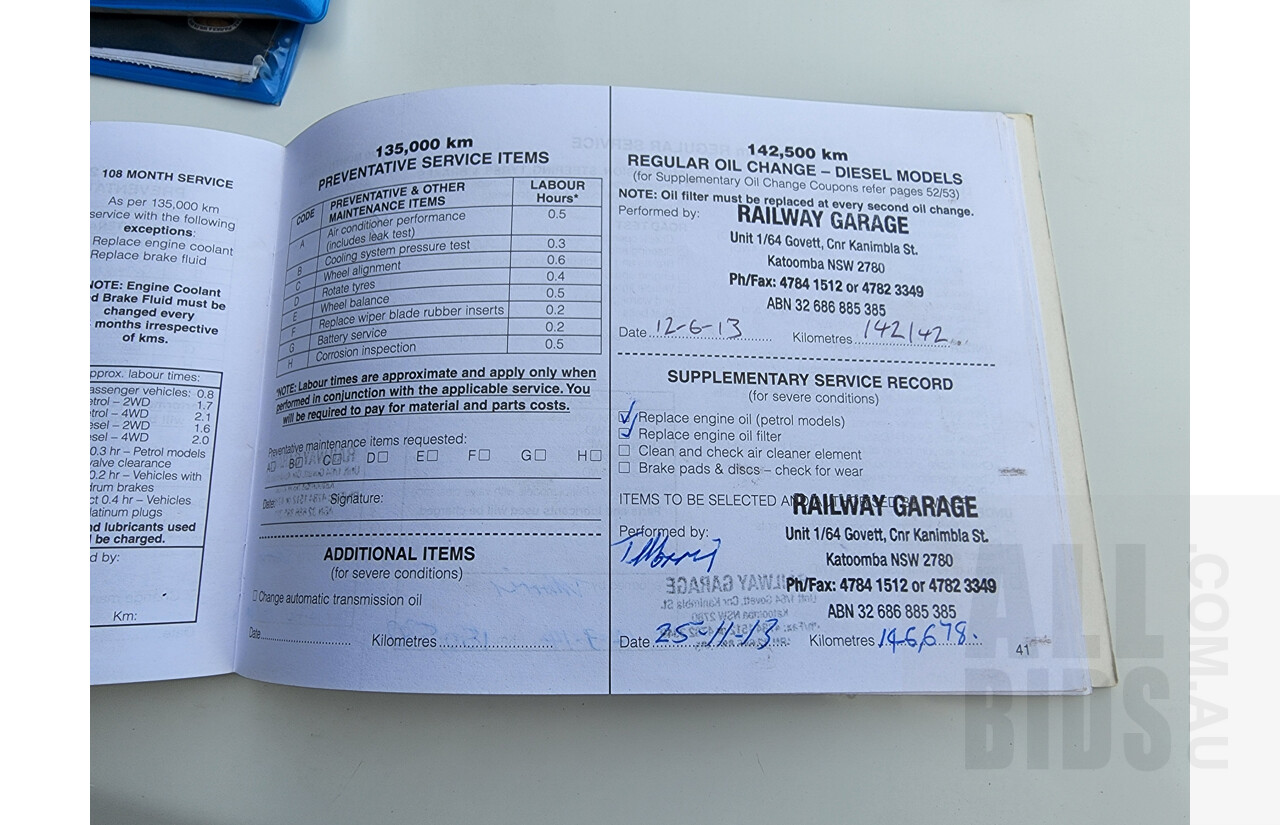 108 MONTH SERVICE
As per 135,000 km
service with the following
exceptions:
Replace engine coolant
Replace brake fluid
NOTE: Engine Coolant
d Brake Fluid must be
changed every
months irrespective
of kms.
pprox. labour times:
assenger vehicles: 0.8
etrol – 2WD 1.7
etrol – 4WD 2.1
esel – 2WD 1.6
esel – 4WD 2.0
0.3 hr – Petrol models
valve clearance
0.2 hr – Vehicles with
drum brakes
ct 0.4 hr – Vehicles
latinum plugs
nd lubricants used
l be charged.
d by:
Km:
135,000 km
PREVENTATIVE SERVICE ITEMS
CODE PREVENTATIVE & OTHER MAINTENANCE ITEMS LABOUR Hours*
A Air conditioner performance (includes leak test) 0.5
B Cooling system pressure test 0.3
C Wheel alignment 0.6
D Rotate tyres 0.4
E Wheel balance 0.5
F Replace wiper blade rubber inserts 0.2
G Battery service 0.2
H Corrosion inspection 0.5
*NOTE: Labour times are approximate and apply only when
performed in conjunction with the applicable service. You
will be required to pay for material and parts costs.
Preventative maintenance items requested:
A B C D E F G H
Date: Signature:
ADDITIONAL ITEMS
(for severe conditions)
Change automatic transmission oil
Date Kilometres
142,500 km
REGULAR OIL CHANGE – DIESEL MODELS
(for Supplementary Oil Change Coupons refer pages 52/53)
NOTE: Oil filter must be replaced at every second oil change.
Performed by: RAILWAY GARAGE
Unit 1/64 Govett, Cnr Kanimbla St.
Katoomba NSW 2780
Ph/Fax: 4784 1512 or 4782 3349
ABN 32 686 885 385
Date 12-6-13 Kilometres 142142
SUPPLEMENTARY SERVICE RECORD
(for severe conditions)
Replace engine oil (petrol models)
Replace engine oil filter
Clean and check air cleaner element
Brake pads & discs – check for wear
ITEMS TO BE SELECTED AND
RAILWAY GARAGE
Performed by: Unit 1/64 Govett, Cnr Kanimbla St.
Katoomba NSW 2780
Ph/Fax: 4784 1512 or 4782 3349
ABN 32 686 885 385
Date 25-11-13 Kilometres 146,678.
41
ALL
BIDS
.COM.AU